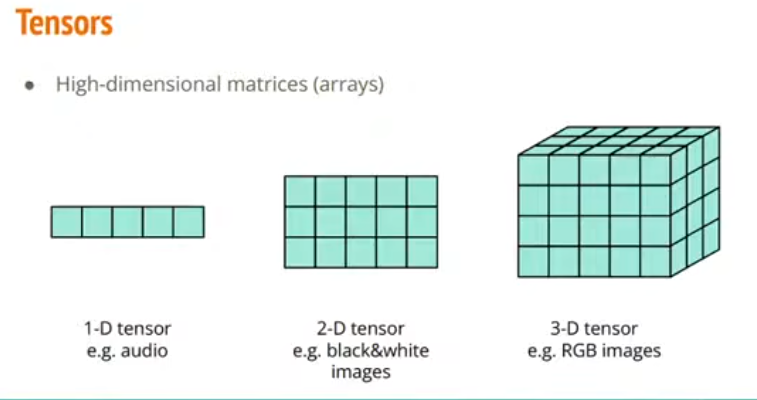 Tensors
● High-dimensional matrices (arrays)
1-D tensor
e.g. audio
2-D tensor
e.g. black&white
images
3-D tensor
e.g. RGB images